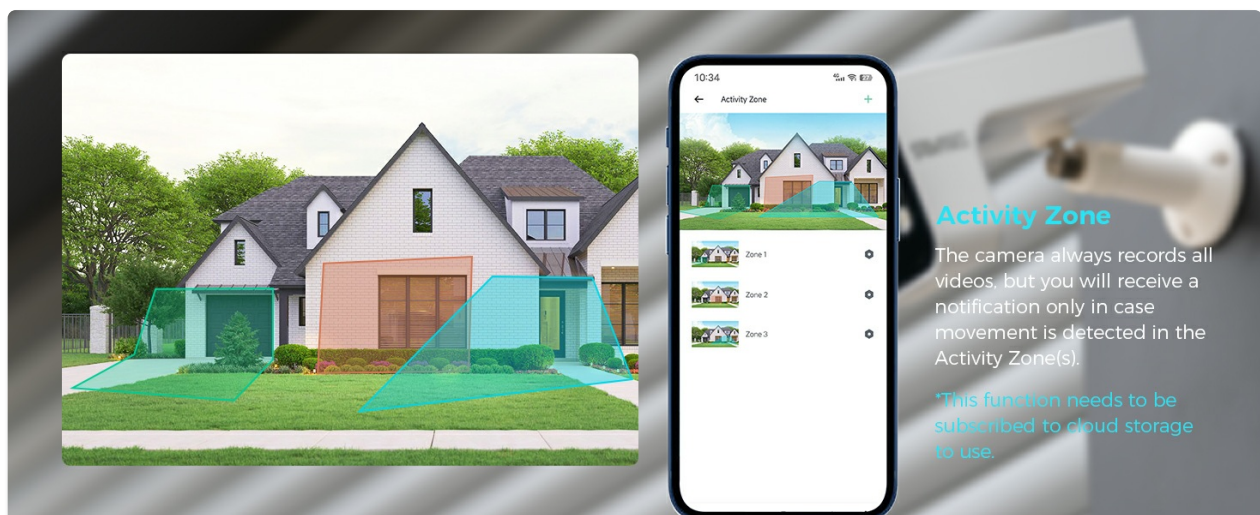 10:34
Activity Zone
Zone 1
Zone 2
Zone 3
Activity Zone
The camera always records all
videos, but you will receive a
notification only in case
movement is detected in the
Activity Zone(s).
*This function needs to be
subscribed to cloud storage
to use.